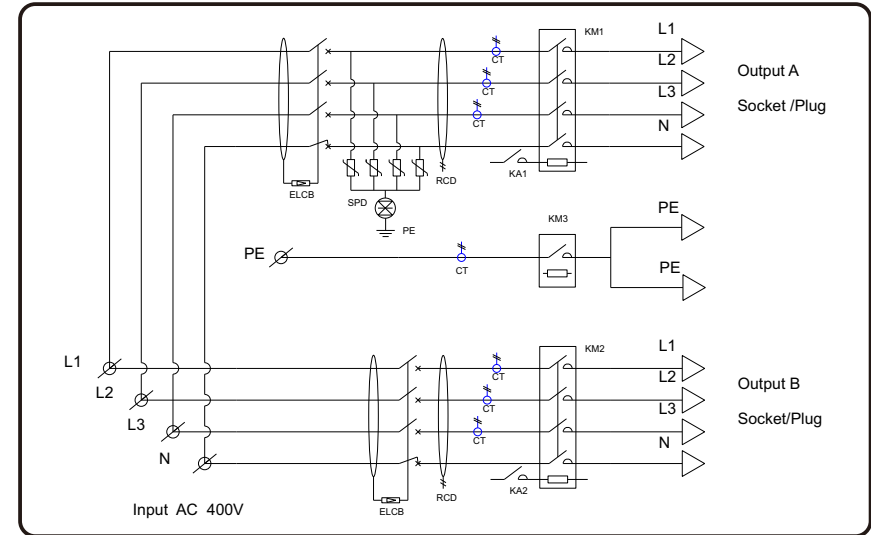 KM1
L1
L2
L3
N
CT
CT
CT
Output A
Socket /Plug
ELCB
SPD
RCD
KA1
PE
KM3
PE
CT
PE
PE
KM2
L1
L2
L3
N
L1
L2
L3
N
CT
CT
CT
Output B
Socket/Plug
ELCB
RCD
KA2
Input AC 400V